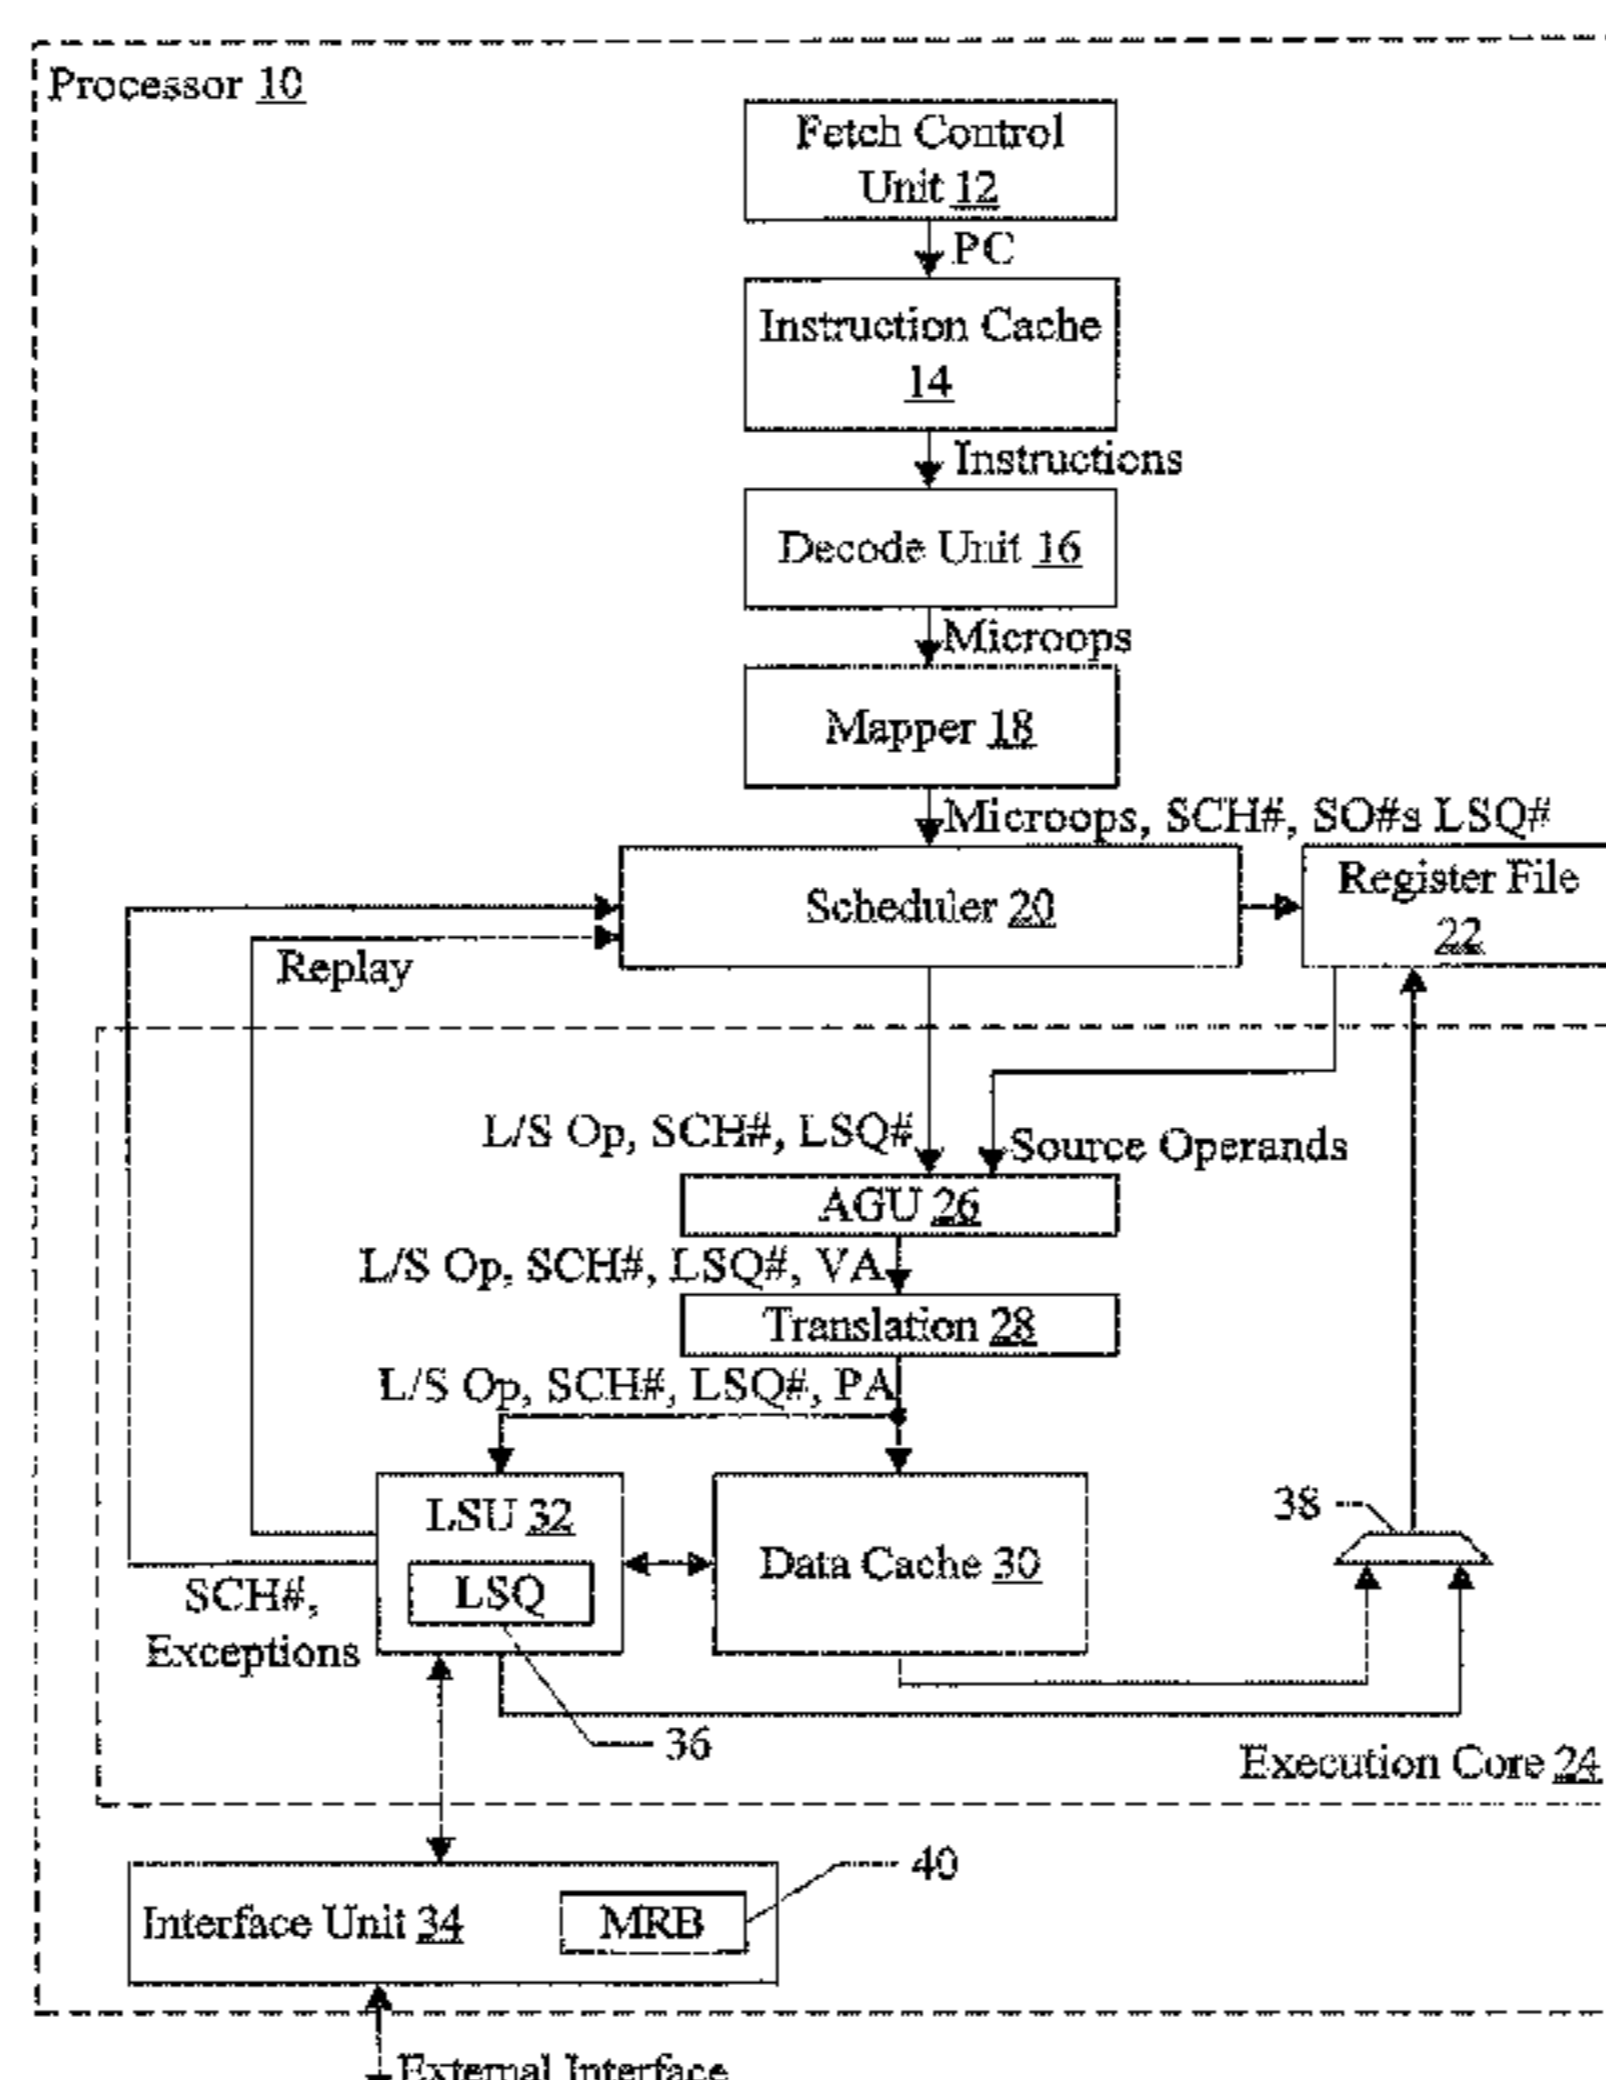 Processor 10
Fetch Control
Unit 12
PC
Instruction Cache
14
Instructions
Decode Unit 16
Microops
Mapper 18
Microops, SCH#, SO#s LSQ#
Scheduler 20
Register File
22
Replay
L/S Op, SCH#, LSQ#
Source Operands
AGU 26
L/S Op, SCH#, LSQ#, VA
Translation 28
L/S Op, SCH#, LSQ#, PA
LSU 32
LSQ
Data Cache 30
38
SCH#,
Exceptions
36
Execution Core 24
40
Interface Unit 34
MRB
External Interface